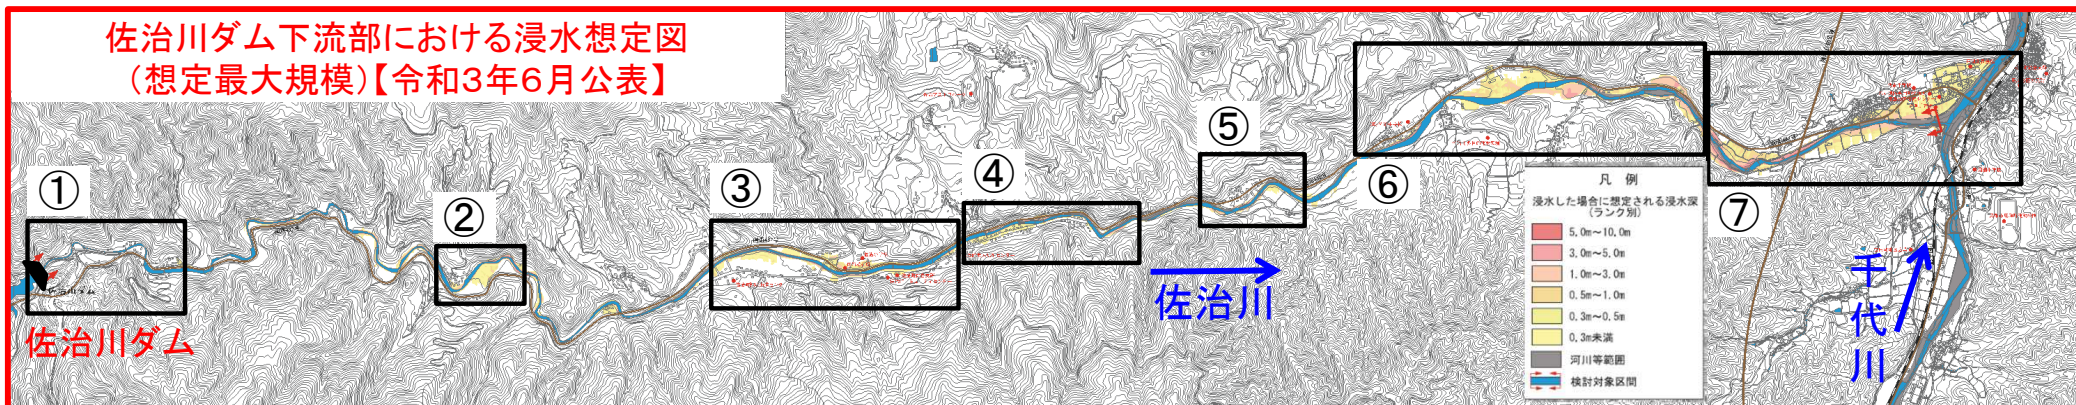 佐治川ダム下流部における浸水想定図
(想定最大規模)【令和3年6月公表】
①
②
③
④
⑤
⑥
⑦
佐治川ダム
佐治川ダム
佐治川
千代川
凡 例
浸水した場合に想定される浸水深
(ランク別)
5.0m～10.0m
3.0m～5.0m
1.0m～3.0m
0.5m～1.0m
0.3m～0.5m
0.3m未満
河川等範囲
検討対象区間